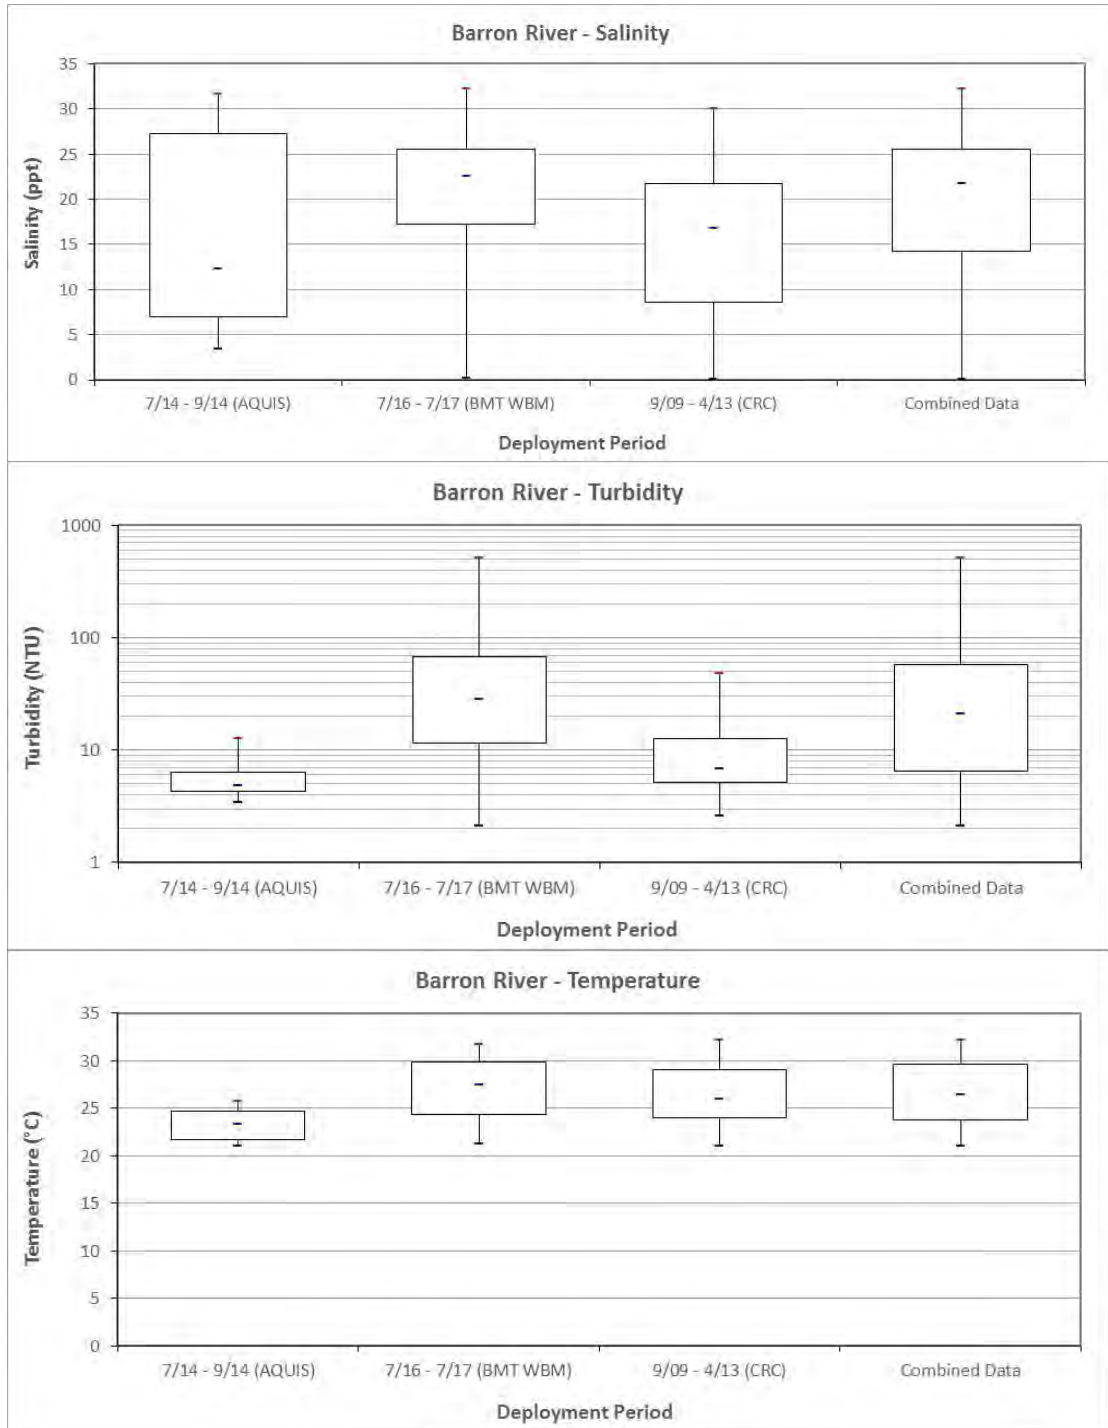 Barron River - Salinity
35
30
25
20
15
10
5
0
Salinity (ppt)
7/14 - 9/14 (AQUIS) 7/16 - 7/17 (BMT WBM) 9/09 - 4/13 (CRC) Combined Data
Deployment Period
Barron River - Turbidity
1000
100
10
1
Turbidity (NTU)
7/14 - 9/14 (AQUIS) 7/16 - 7/17 (BMT WBM) 9/09 - 4/13 (CRC) Combined Data
Deployment Period
Barron River - Temperature
35
30
25
20
15
10
5
0
Temperature (°C)
7/14 - 9/14 (AQUIS) 7/16 - 7/17 (BMT WBM) 9/09 - 4/13 (CRC) Combined Data
Deployment Period